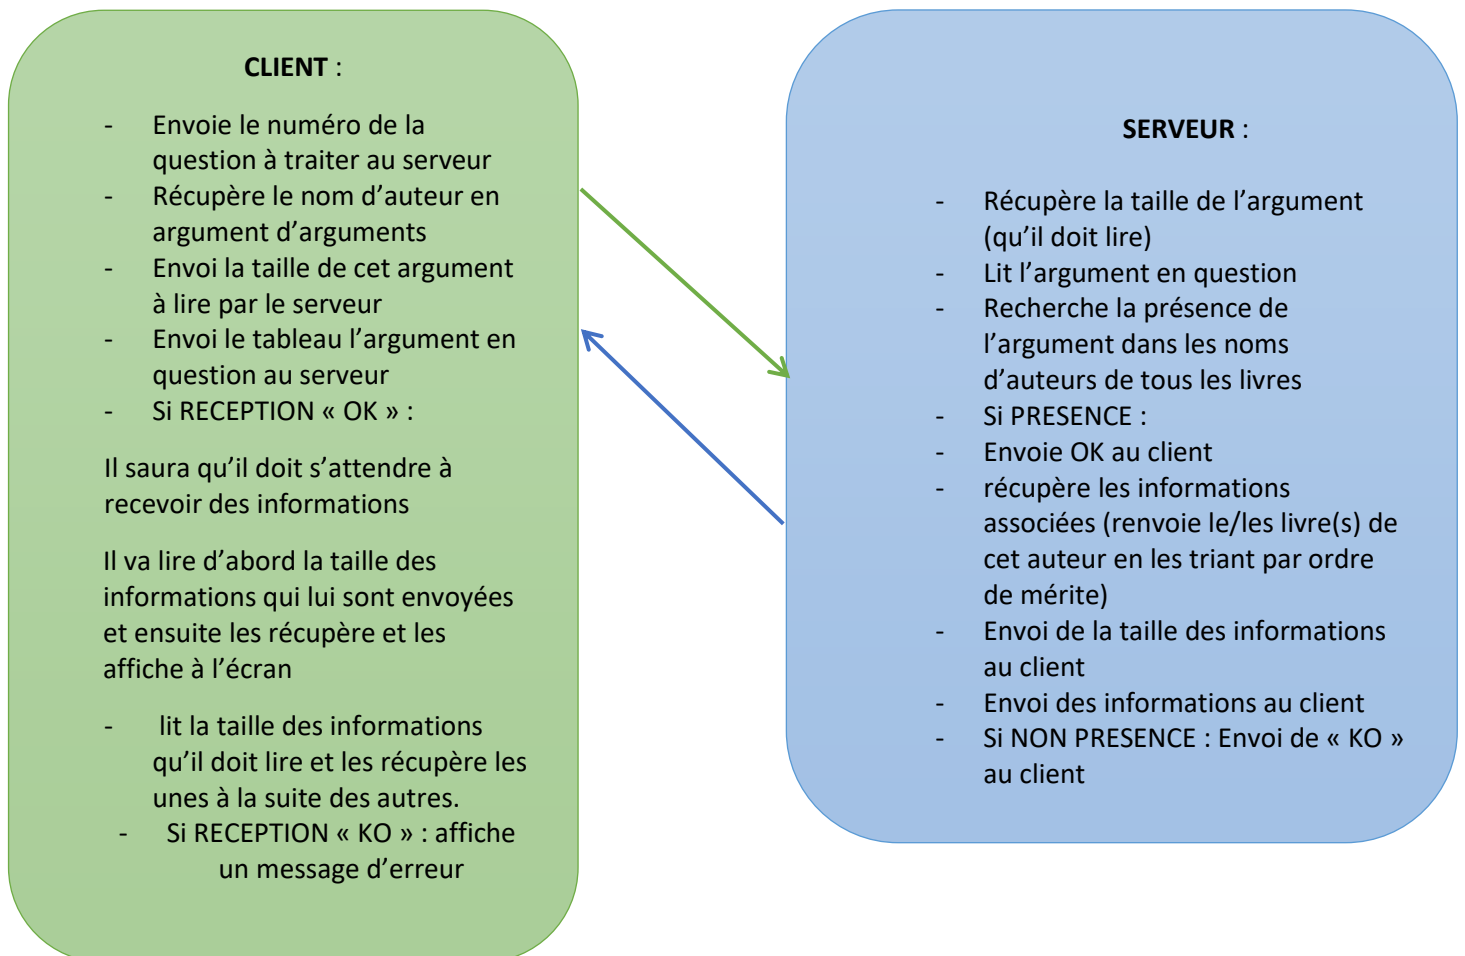 CLIENT :
- Envoie le numéro de la
question à traiter au serveur
- Récupère le nom d’auteur en
argument d’arguments
- Envoi la taille de cet argument
à lire par le serveur
- Envoi le tableau l’argument en
question au serveur
- Si RECEPTION « OK » :
Il saura qu’il doit s’attendre à
recevoir des informations
Il va lire d’abord la taille des
informations qui lui sont envoyées
et ensuite les récupère et les
affiche à l’écran
- lit la taille des informations
qu’il doit lire et les récupère les
unes à la suite des autres.
- Si RECEPTION « KO » : affiche
un message d’erreur
SERVEUR :
- Récupère la taille de l’argument
(qu’il doit lire)
- Lit l’argument en question
- Recherche la présence de
l’argument dans les noms
d’auteurs de tous les livres
- Si PRESENCE :
- Envoie OK au client
- récupère les informations
associées (renvoie le/les livre(s) de
cet auteur en les triant par ordre
de mérite)
- Envoi de la taille des informations
au client
- Envoi des informations au client
- Si NON PRESENCE : Envoi de « KO »
au client